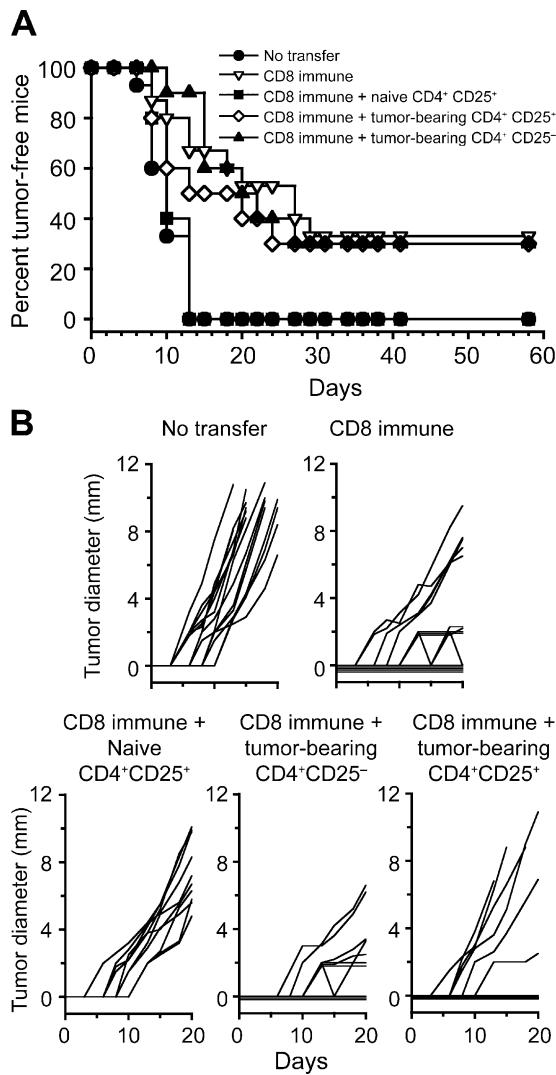 A
No transfer
CD8 immune
CD8 immune + naive CD4⁺ CD25⁺
CD8 immune + tumor-bearing CD4⁺ CD25⁺
CD8 immune + tumor-bearing CD4⁺ CD25⁻
Percent tumor-free mice
100
80
60
40
20
0
0 10 20 30 40 50 60
Days
B
No transfer
CD8 immune
Tumor diameter (mm)
12
8
4
0
12
8
4
0
CD8 immune +
Naive
CD4⁺CD25⁺
CD8 immune +
tumor-bearing
CD4⁺CD25⁻
CD8 immune +
tumor-bearing
CD4⁺CD25⁺
Tumor diameter (mm)
12
8
4
0
12
8
4
0
12
8
4
0
0 10 20
0 10 20
0 10 20
Days